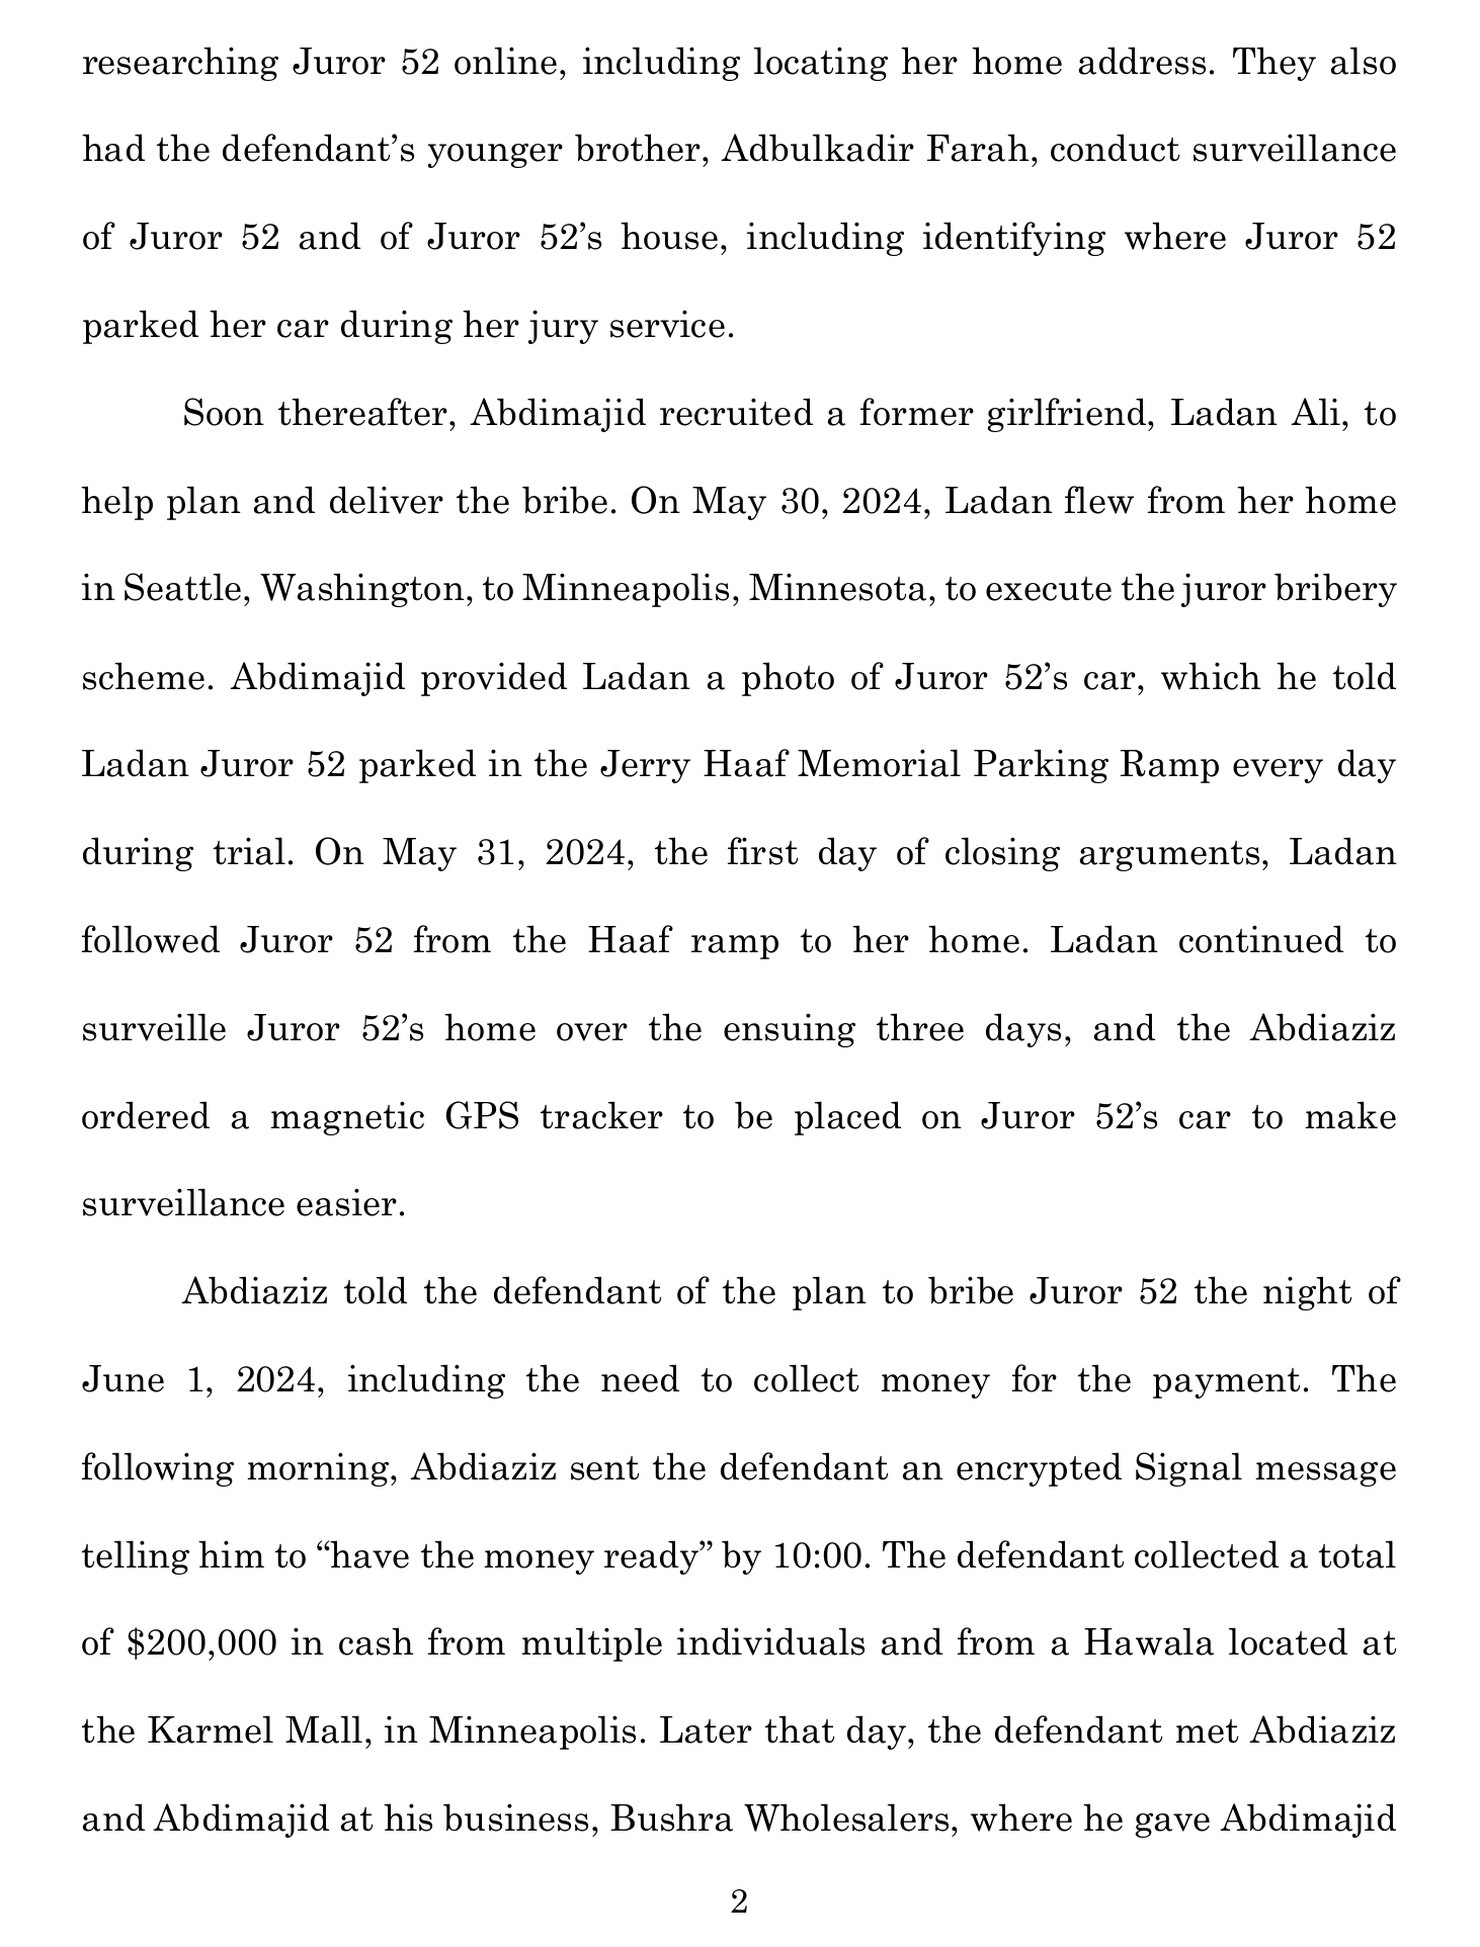 researching Juror 52 online, including locating her home address. They also
had the defendant’s younger brother, Adbulkadir Farah, conduct surveillance
of Juror 52 and of Juror 52’s house, including identifying where Juror 52
parked her car during her jury service.
Soon thereafter, Abdimajid recruited a former girlfriend, Ladan Ali, to
help plan and deliver the bribe. On May 30, 2024, Ladan flew from her home
in Seattle, Washington, to Minneapolis, Minnesota, to execute the juror bribery
scheme. Abdimajid provided Ladan a photo of Juror 52’s car, which he told
Ladan Juror 52 parked in the Jerry Haaf Memorial Parking Ramp every day
during trial. On May 31, 2024, the first day of closing arguments, Ladan
followed Juror 52 from the Haaf ramp to her home. Ladan continued to
surveille Juror 52’s home over the ensuing three days, and the Abdiaziz
ordered a magnetic GPS tracker to be placed on Juror 52’s car to make
surveillance easier.
Abdiaziz told the defendant of the plan to bribe Juror 52 the night of
June 1, 2024, including the need to collect money for the payment. The
following morning, Abdiaziz sent the defendant an encrypted Signal message
telling him to “have the money ready” by 10:00. The defendant collected a total
of $200,000 in cash from multiple individuals and from a Hawala located at
the Karmel Mall, in Minneapolis. Later that day, the defendant met Abdiaziz
and Abdimajid at his business, Bushra Wholesalers, where he gave Abdimajid
2